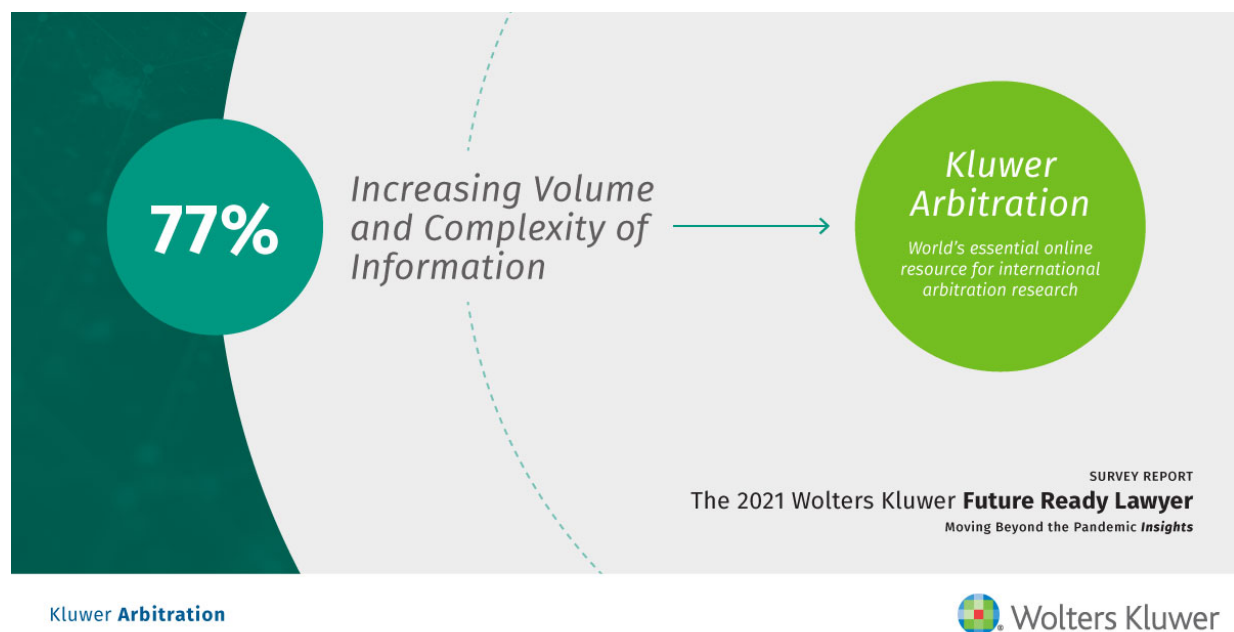 77%
Increasing Volume
and Complexity of
Information
Kluwer
Arbitration
World's essential online
resource for international
arbitration research
SURVEY REPORT
The 2021 Wolters Kluwer Future Ready Lawyer
Moving Beyond the Pandemic Insights
Kluwer Arbitration
Wolters Kluwer